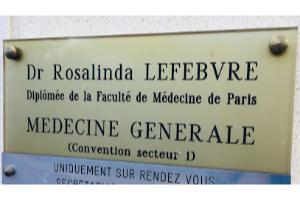 Dr Rosalinda LEFEBVRE
Diplômée de la Faculté de Médecine de Paris
MEDECINE GENERALE
(Convention secteur 1)
UNIQUEMENT SUR RENDEZ VOUS